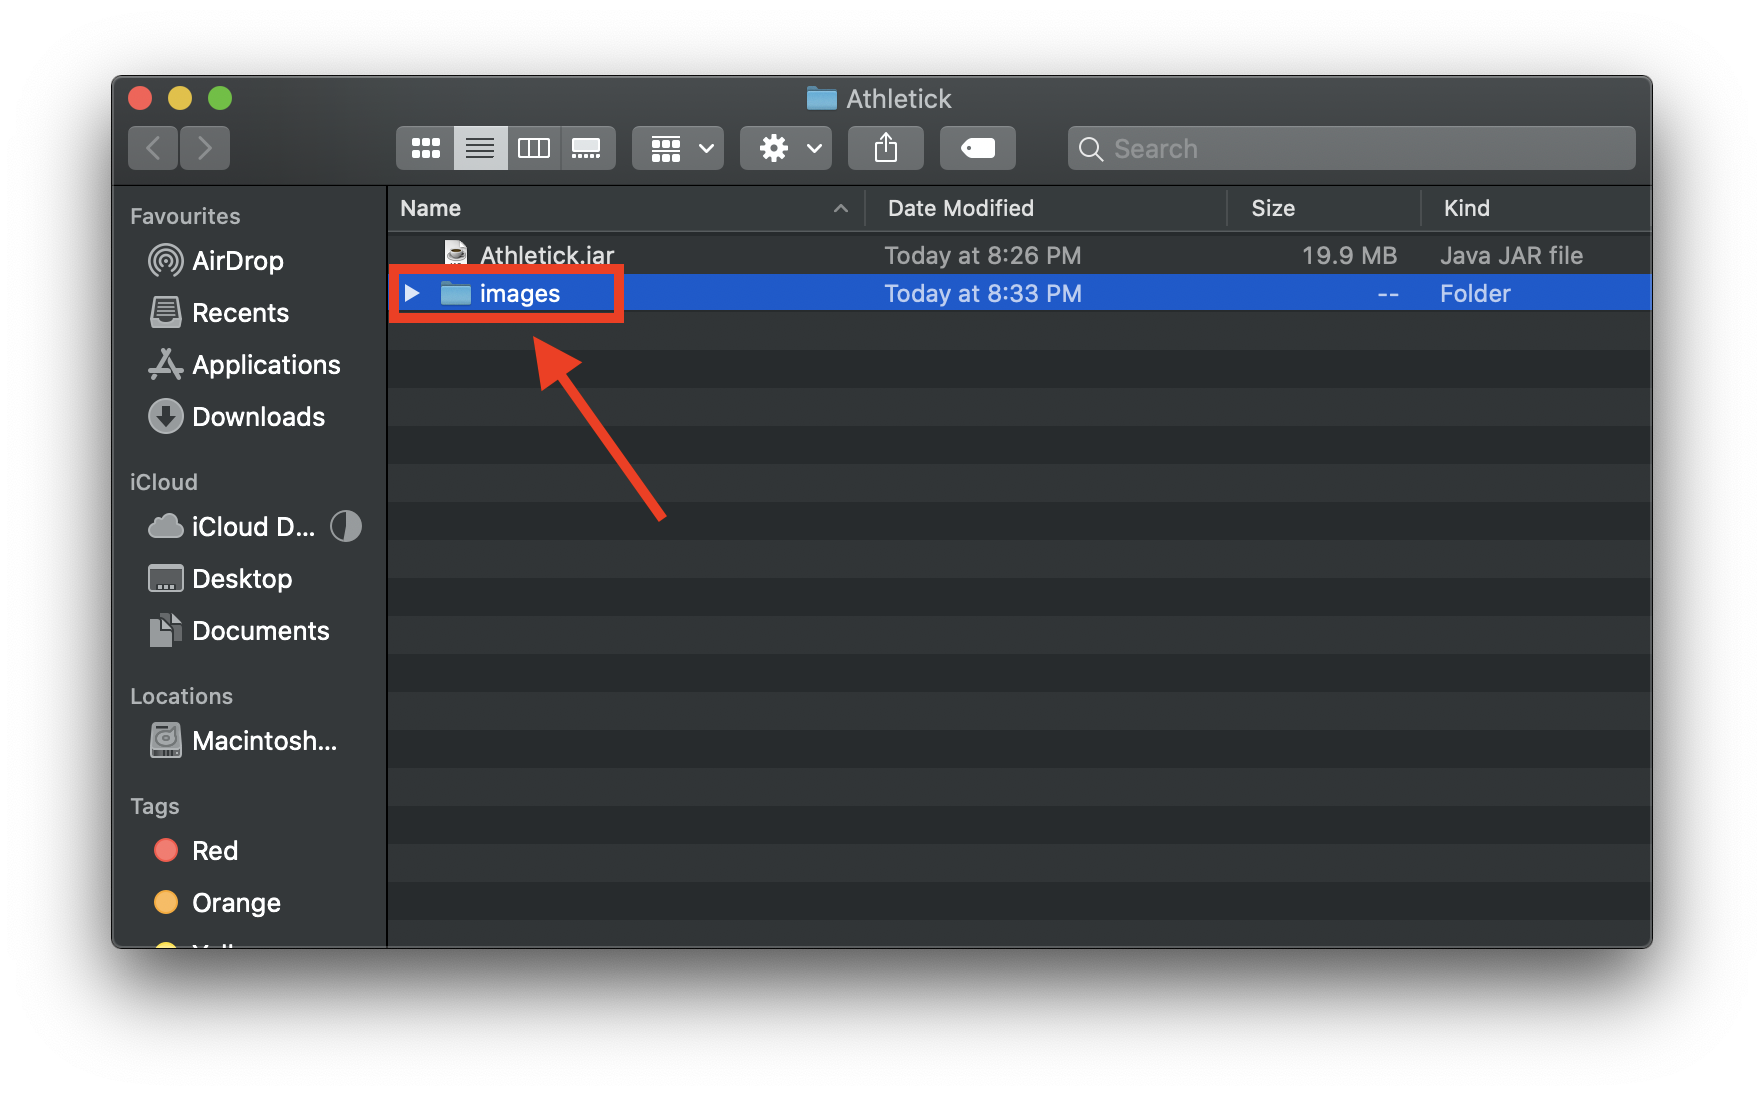 Athletick
Search
Favourites
AirDrop
Recents
Applications
Downloads
iCloud
iCloud D...
Desktop
Documents
Locations
Macintosh...
Tags
Red
Orange
Name Date Modified Size Kind
Athletick.jar Today at 8:26 PM 19.9 MB Java JAR file
images Today at 8:33 PM -- Folder